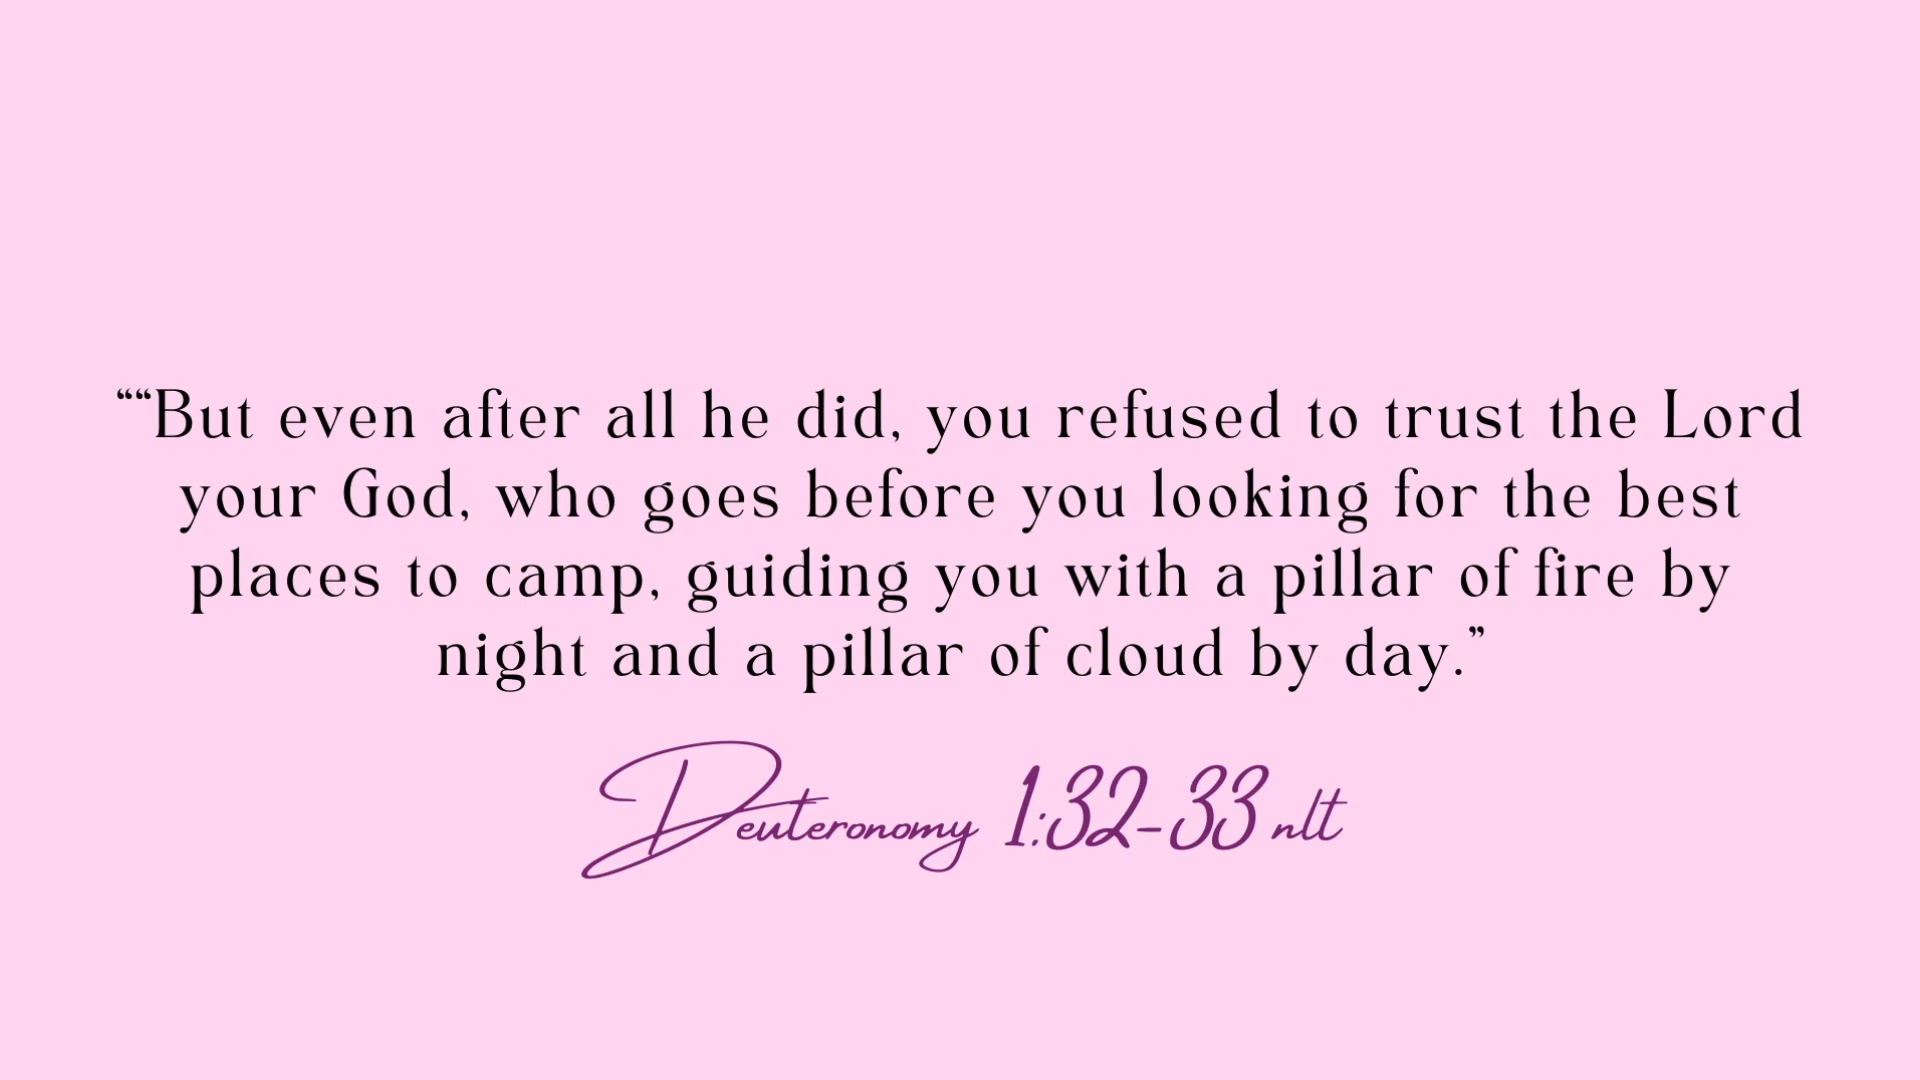 ““But even after all he did, you refused to trust the Lord
your God, who goes before you looking for the best
places to camp, guiding you with a pillar of fire by
night and a pillar of cloud by day.”
Deuteronomy 1:32-33 nlt